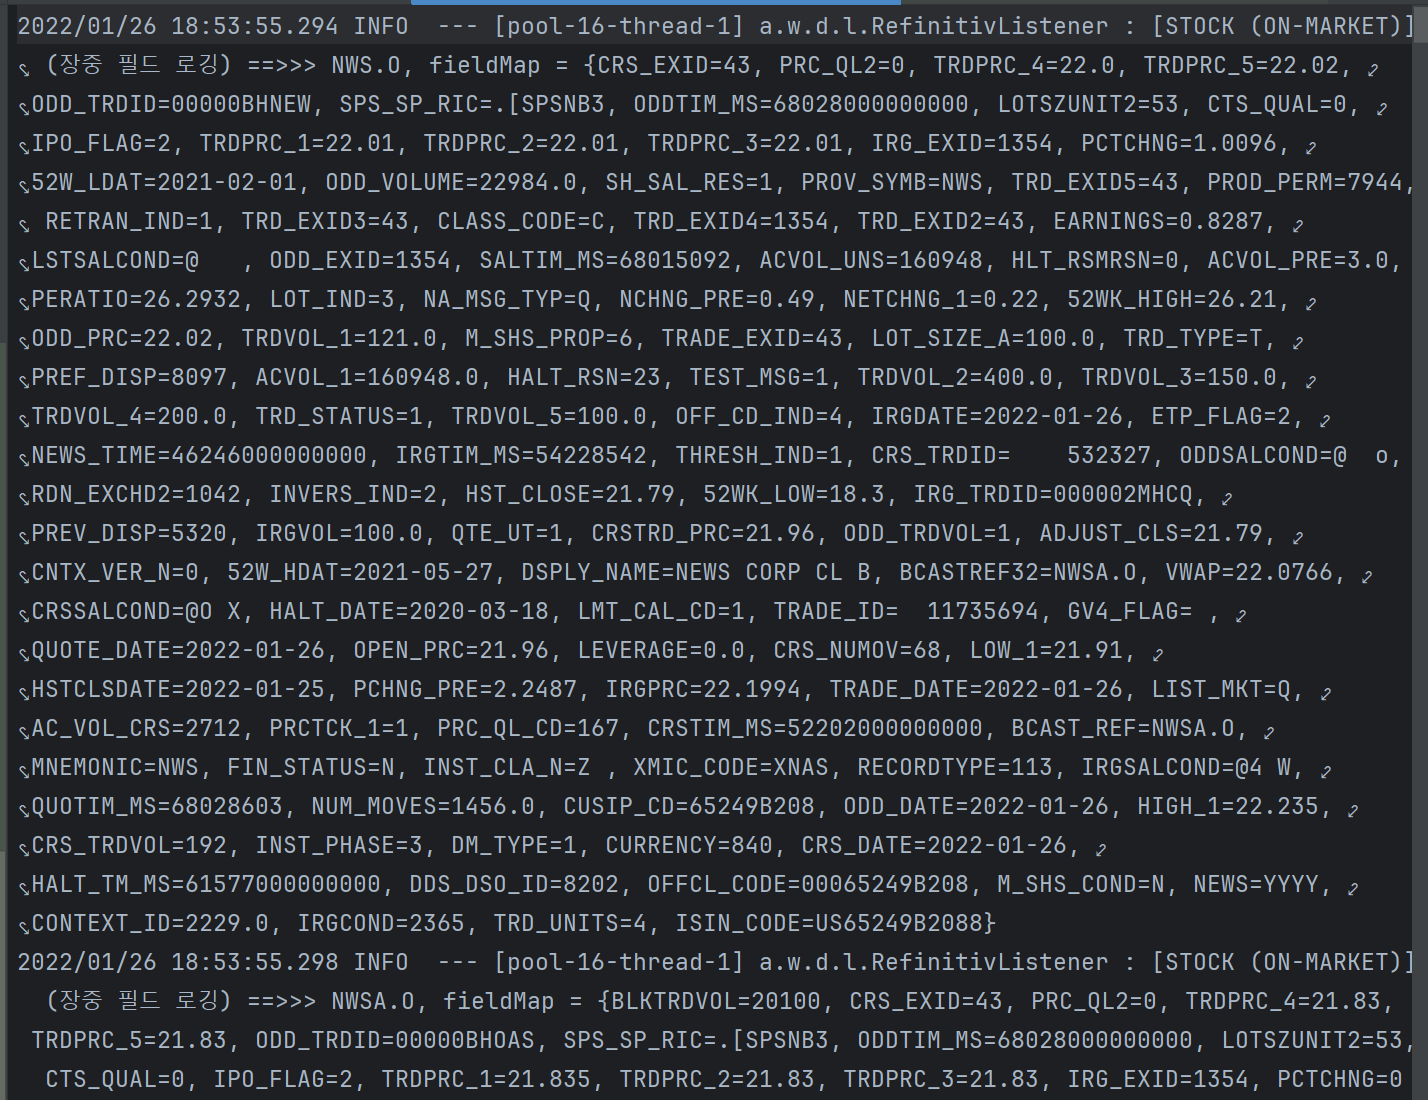 2022/01/26 18:53:55.294 INFO  --- [pool-16-thread-1] a.w.d.l.RefinitivListener : [STOCK (ON-MARKET)]
(장중 필드 로깅) ==>>> NWS.O, fieldMap = {CRS_EXID=43, PRC_QL2=0, TRDPRC_4=22.0, TRDPRC_5=22.02,
ODD_TRDID=00000BHNEW, SPS_SP_RIC=.[SPSNB3, ODDTIM_MS=68028000000000, LOTSZUNIT2=53, CTS_QUAL=0,
IPO_FLAG=2, TRDPRC_1=22.01, TRDPRC_2=22.01, TRDPRC_3=22.01, IRG_EXID=1354, PCTCHNG=1.0096,
52W_LDAT=2021-02-01, ODD_VOLUME=22984.0, SH_SAL_RES=1, PROV_SYMB=NWS, TRD_EXID5=43, PROD_PERM=7944,
RETRAN_IND=1, TRD_EXID3=43, CLASS_CODE=C, TRD_EXID4=1354, TRD_EXID2=43, EARNINGS=0.8287,
LSTSALCOND=@   , ODD_EXID=1354, SALTIM_MS=68015092, ACVOL_UNS=160948, HLT_RSMRSN=0, ACVOL_PRE=3.0,
PERATIO=26.2932, LOT_IND=3, NA_MSG_TYP=Q, NCHNG_PRE=0.49, NETCHNG_1=0.22, 52WK_HIGH=26.21,
ODD_PRC=22.02, TRDVOL_1=121.0, M_SHS_PROP=6, TRADE_EXID=43, LOT_SIZE_A=100.0, TRD_TYPE=T,
PREF_DISP=8097, ACVOL_1=160948.0, HALT_RSN=23, TEST_MSG=1, TRDVOL_2=400.0, TRDVOL_3=150.0,
TRDVOL_4=200.0, TRD_STATUS=1, TRDVOL_5=100.0, OFF_CD_IND=4, IRGDATE=2022-01-26, ETP_FLAG=2,
NEWS_TIME=46246000000000, IRGTIM_MS=54228542, THRESH_IND=1, CRS_TRDID=    532327, ODDSALCOND=@  o,
RDN_EXCHD2=1042, INVERS_IND=2, HST_CLOSE=21.79, 52WK_LOW=18.3, IRG_TRDID=000002MHCQ,
PREV_DISP=5320, IRGVOL=100.0, QTE_UT=1, CRSTRD_PRC=21.96, ODD_TRDVOL=1, ADJUST_CLS=21.79,
CNTX_VER_N=0, 52W_HDAT=2021-05-27, DSPLY_NAME=NEWS CORP CL B, BCASTREF32=NWSA.O, VWAP=22.0766,
CRSSALCOND=@O X, HALT_DATE=2020-03-18, LMT_CAL_CD=1, TRADE_ID=  11735694, GV4_FLAG= ,
QUOTE_DATE=2022-01-26, OPEN_PRC=21.96, LEVERAGE=0.0, CRS_NUMOV=68, LOW_1=21.91,
HSTCLSDATE=2022-01-25, PCHNG_PRE=2.2487, IRGPRC=22.1994, TRADE_DATE=2022-01-26, LIST_MKT=Q,
AC_VOL_CRS=2712, PRCTCK_1=1, PRC_QL_CD=167, CRSTIM_MS=52202000000000, BCAST_REF=NWSA.O,
MNEMONIC=NWS, FIN_STATUS=N, INST_CLA_N=Z , XMIC_CODE=XNAS, RECORDTYPE=113, IRGSALCOND=@4 W,
QUOTIM_MS=68028603, NUM_MOVES=1456.0, CUSIP_CD=65249B208, ODD_DATE=2022-01-26, HIGH_1=22.235,
CRS_TRDVOL=192, INST_PHASE=3, DM_TYPE=1, CURRENCY=840, CRS_DATE=2022-01-26,
HALT_TM_MS=61577000000000, DDS_DSO_ID=8202, OFFCL_CODE=00065249B208, M_SHS_COND=N, NEWS=YYYY,
CONTEXT_ID=2229.0, IRGCOND=2365, TRD_UNITS=4, ISIN_CODE=US65249B2088}
2022/01/26 18:53:55.298 INFO  --- [pool-16-thread-1] a.w.d.l.RefinitivListener : [STOCK (ON-MARKET)]
(장중 필드 로깅) ==>>> NWSA.O, fieldMap = {BLKTRDVOL=20100, CRS_EXID=43, PRC_QL2=0, TRDPRC_4=21.83,
TRDPRC_5=21.83, ODD_TRDID=00000BHOAS, SPS_SP_RIC=.[SPSNB3, ODDTIM_MS=68028000000000, LOTSZUNIT2=53,
CTS_QUAL=0, IPO_FLAG=2, TRDPRC_1=21.835, TRDPRC_2=21.83, TRDPRC_3=21.83, IRG_EXID=1354, PCTCHNG=0